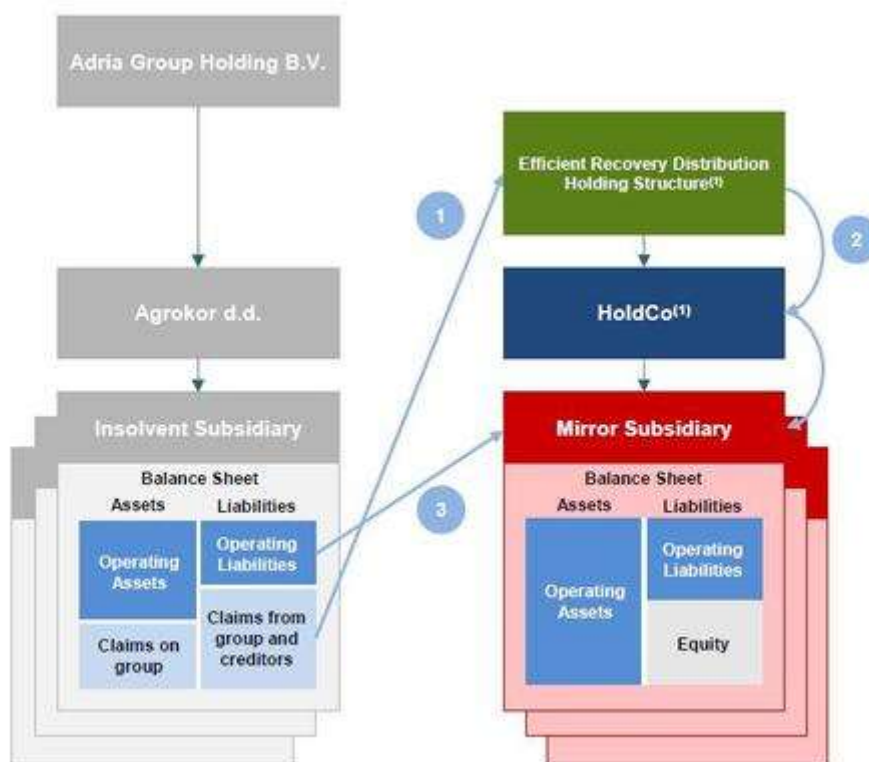 Adria Group Holding B.V.
Efficient Recovery Distribution
Holding Structure(1)
1
2
Agrokor d.d.
HoldCo(1)
Insolvent Subsidiary
Mirror Subsidiary
Balance Sheet
Assets
Liabilities
Operating
Assets
Operating
Liabilities
Claims on
group
Claims from
group and
creditors
3
Balance Sheet
Assets
Liabilities
Operating
Assets
Operating
Liabilities
Equity